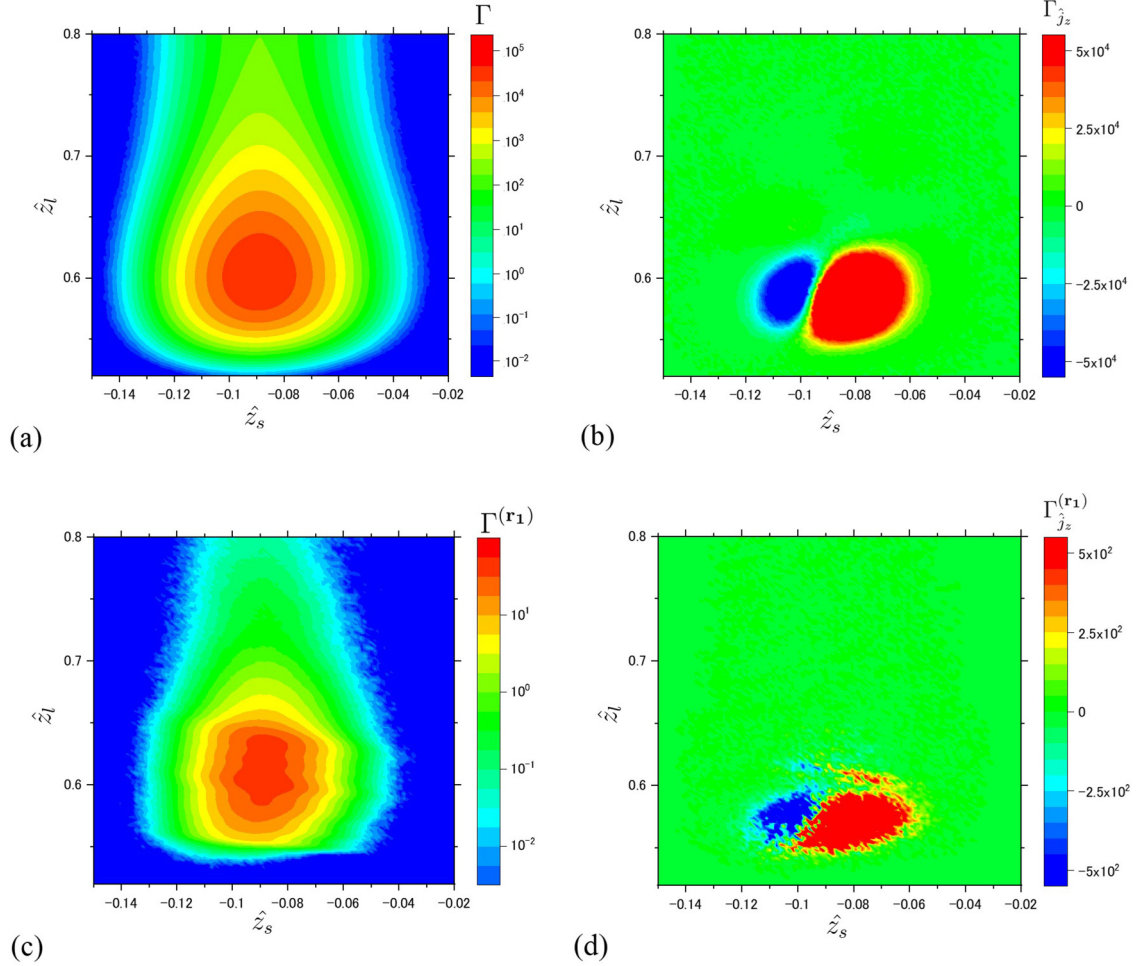 Γ
0.8
0.7
0.6
ẑ_l
-0.14 -0.12 -0.1 -0.08 -0.06 -0.04 -0.02
ẑ_s
10^5
10^4
10^3
10^2
10^1
10^0
10^-1
10^-2
(a)
Γ_ĵ_z
0.8
0.7
0.6
ẑ_l
-0.14 -0.12 -0.1 -0.08 -0.06 -0.04 -0.02
ẑ_s
5x10^4
2.5x10^4
0
-2.5x10^4
-5x10^4
(b)
Γ^(r_1)
0.8
0.7
0.6
ẑ_l
-0.14 -0.12 -0.1 -0.08 -0.06 -0.04 -0.02
ẑ_s
10^1
10^0
10^-1
10^-2
(c)
Γ_ĵ_z^(r_1)
0.8
0.7
0.6
ẑ_l
-0.14 -0.12 -0.1 -0.08 -0.06 -0.04 -0.02
ẑ_s
5x10^2
2.5x10^2
0
-2.5x10^2
-5x10^2
(d)